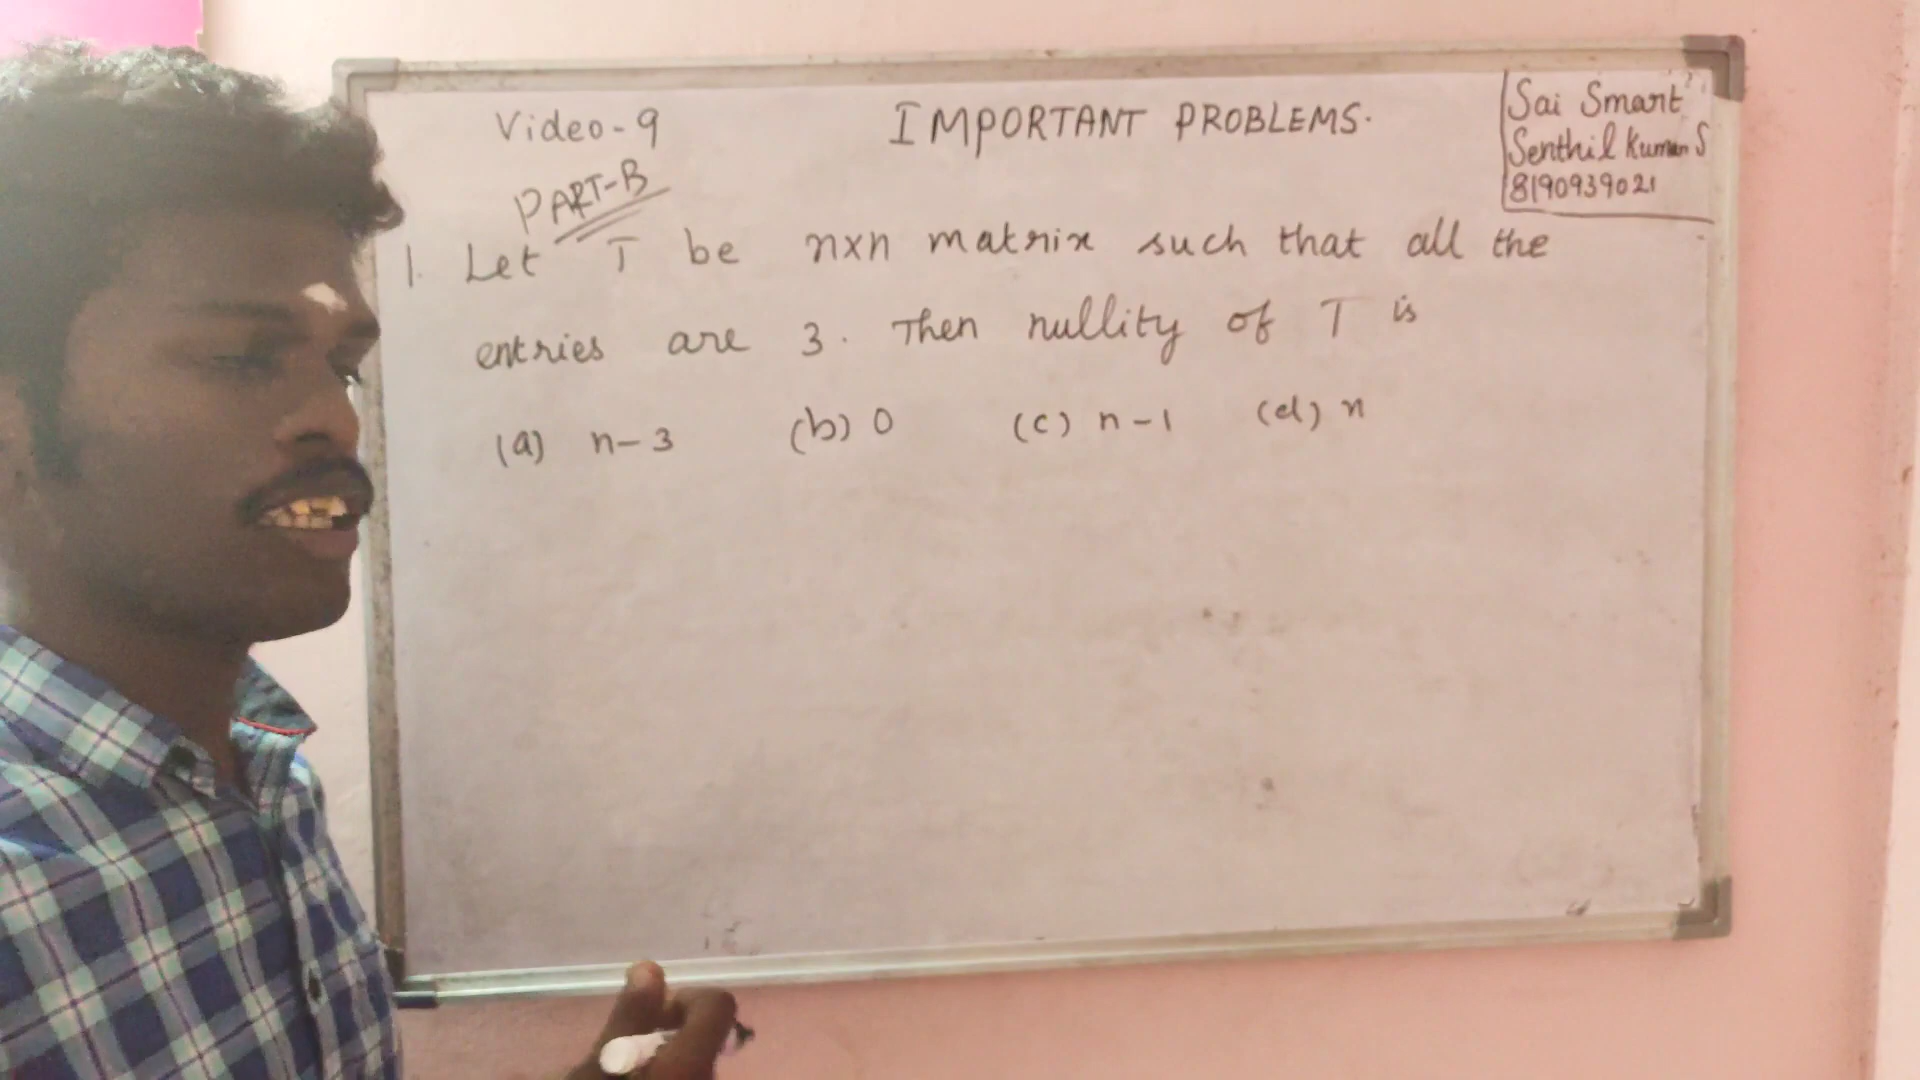 Video-9
IMPORTANT PROBLEMS.
Sai Smart
Senthil Kumar S
8190939021
PART-B
1. Let T be nxn matrix such that all the
entries are 3. Then nullity of T is
(a) n-3 (b) 0 (c) n-1 (d) n